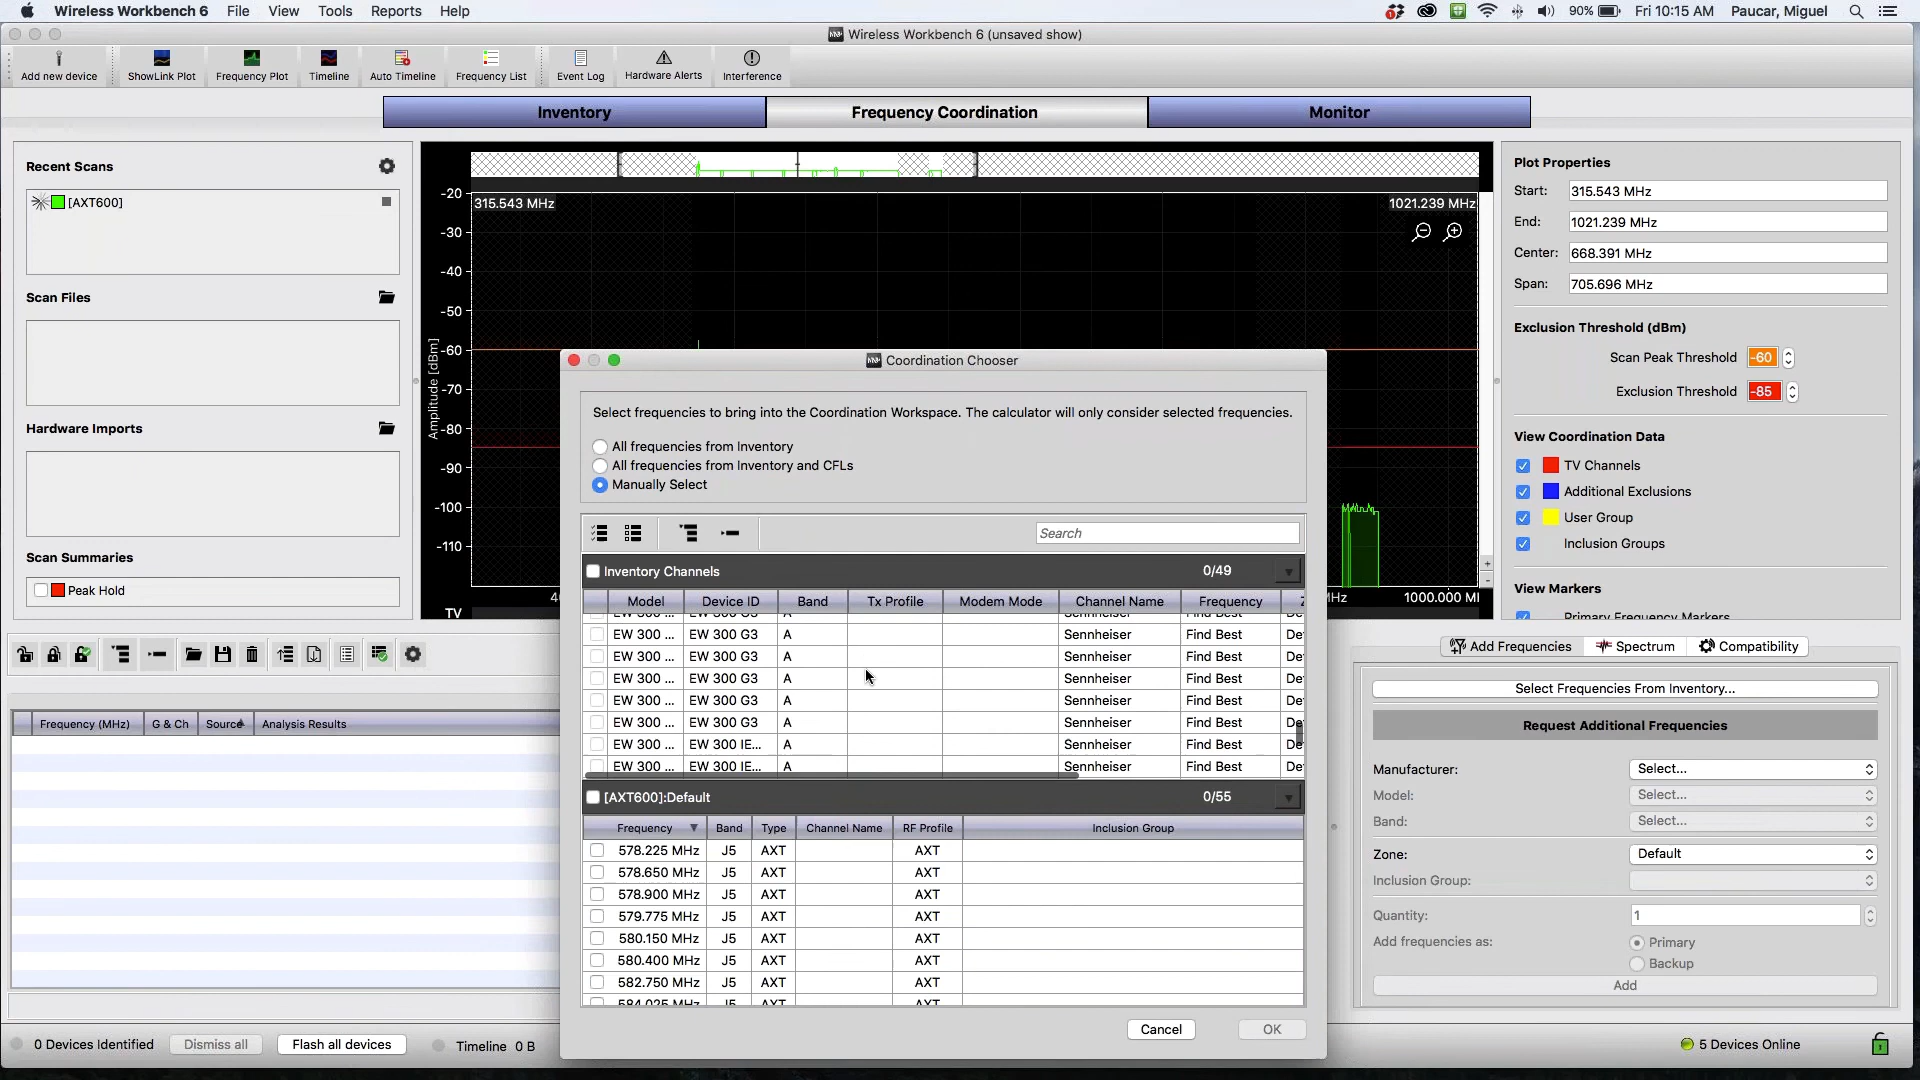 Wireless Workbench 6 File View Tools Reports Help 90% Fri 10:15 AM Paucar, Miguel
Wireless Workbench 6 (unsaved show)
Add new device ShowLink Plot Frequency Plot Timeline Auto Timeline Frequency List Event Log Hardware Alerts Interference
Inventory Frequency Coordination Monitor
Recent Scans
[AXT600]
Scan Files
Hardware Imports
Scan Summaries
Peak Hold
315.543 MHz 1021.239 MHz
Amplitude [dBm]
-20
-30
-40
-50
-60
-70
-80
-90
-100
-110
TV
1000.000
Plot Properties
Start: 315.543 MHz
End: 1021.239 MHz
Center: 668.391 MHz
Span: 705.696 MHz
Exclusion Threshold (dBm)
Scan Peak Threshold -60
Exclusion Threshold -85
View Coordination Data
TV Channels
Additional Exclusions
User Group
Inclusion Groups
View Markers
Primary Frequency Markers
Coordination Chooser
Select frequencies to bring into the Coordination Workspace. The calculator will only consider selected frequencies.
All frequencies from Inventory
All frequencies from Inventory and CFLs
Manually Select
Search
Inventory Channels 0/49
Model Device ID Band Tx Profile Modem Mode Channel Name Frequency
EW 300 ... EW 300 G3 A Sennheiser Find Best
EW 300 ... EW 300 G3 A Sennheiser Find Best
EW 300 ... EW 300 G3 A Sennheiser Find Best
EW 300 ... EW 300 G3 A Sennheiser Find Best
EW 300 ... EW 300 G3 A Sennheiser Find Best
EW 300 ... EW 300 G3 A Sennheiser Find Best
EW 300 ... EW 300 IE... A Sennheiser Find Best
EW 300 ... EW 300 IE... A Sennheiser Find Best
[AXT600]:Default 0/55
Frequency Band Type Channel Name RF Profile Inclusion Group
578.225 MHz J5 AXT AXT
578.650 MHz J5 AXT AXT
578.900 MHz J5 AXT AXT
579.775 MHz J5 AXT AXT
580.150 MHz J5 AXT AXT
580.400 MHz J5 AXT AXT
582.750 MHz J5 AXT AXT
584.025 MHz J5 AXT AXT
Cancel OK
Frequency (MHz) G & Ch Source Analysis Results
Add Frequencies Spectrum Compatibility
Select Frequencies From Inventory...
Request Additional Frequencies
Manufacturer: Select...
Model: Select...
Band: Select...
Zone: Default
Inclusion Group:
Quantity: 1
Add frequencies as: Primary
Backup
Add
0 Devices Identified Dismiss all Flash all devices Timeline 0 B 5 Devices Online